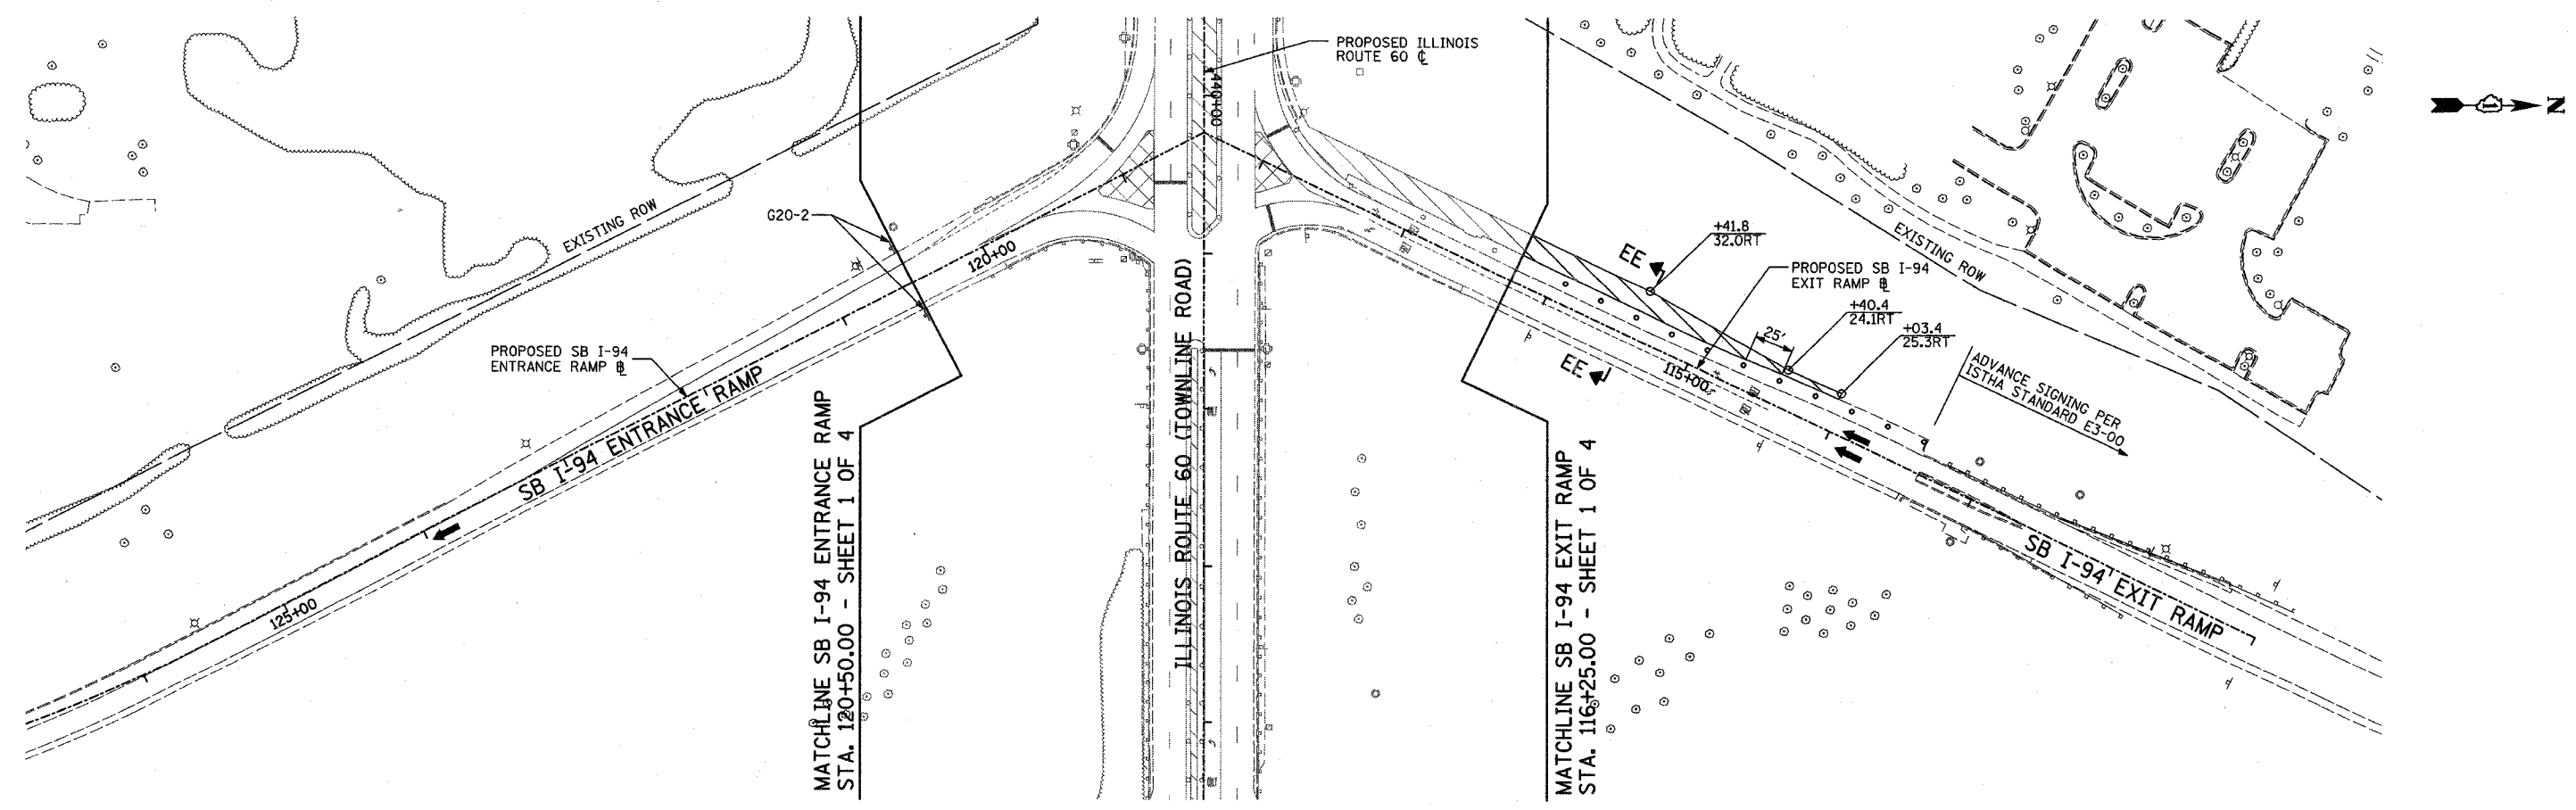 PROPOSED ILLINOIS
ROUTE 60 ℄
440+00
N
G20-2
EXISTING ROW
120+00
PROPOSED SB I-94
ENTRANCE RAMP
SB I-94 ENTRANCE RAMP
125+00
MATCHLINE SB I-94 ENTRANCE RAMP
STA. 120+50.00 - SHEET 1 OF 4
ILLINOIS ROUTE 60 (TOWNLINE ROAD)
EE
+41.8
32.0RT
PROPOSED SB I-94
EXIT RAMP
+40.4
24.1RT
25'
+03.4
25.3RT
EXISTING ROW
EE
115+00
ADVANCE SIGNING PER
ISTHA STANDARD E3-00
MATCHLINE SB I-94 EXIT RAMP
STA. 116+25.00 - SHEET 1 OF 4
SB I-94 EXIT RAMP